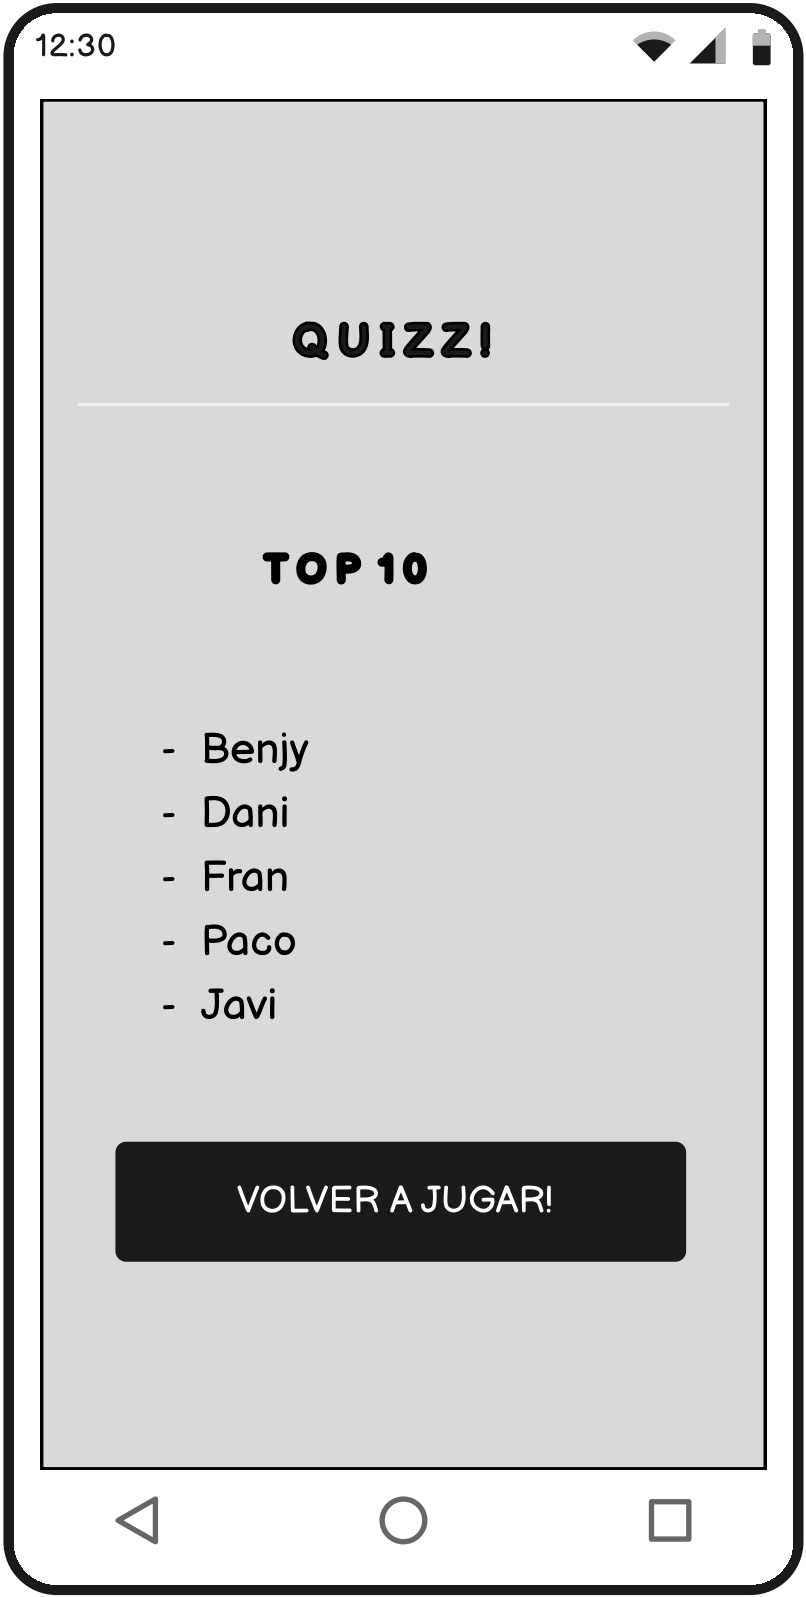 12:30
QUIZZ!
TOP 10
- Benjy
- Dani
- Fran
- Paco
- Javi
VOLVER A JUGAR!